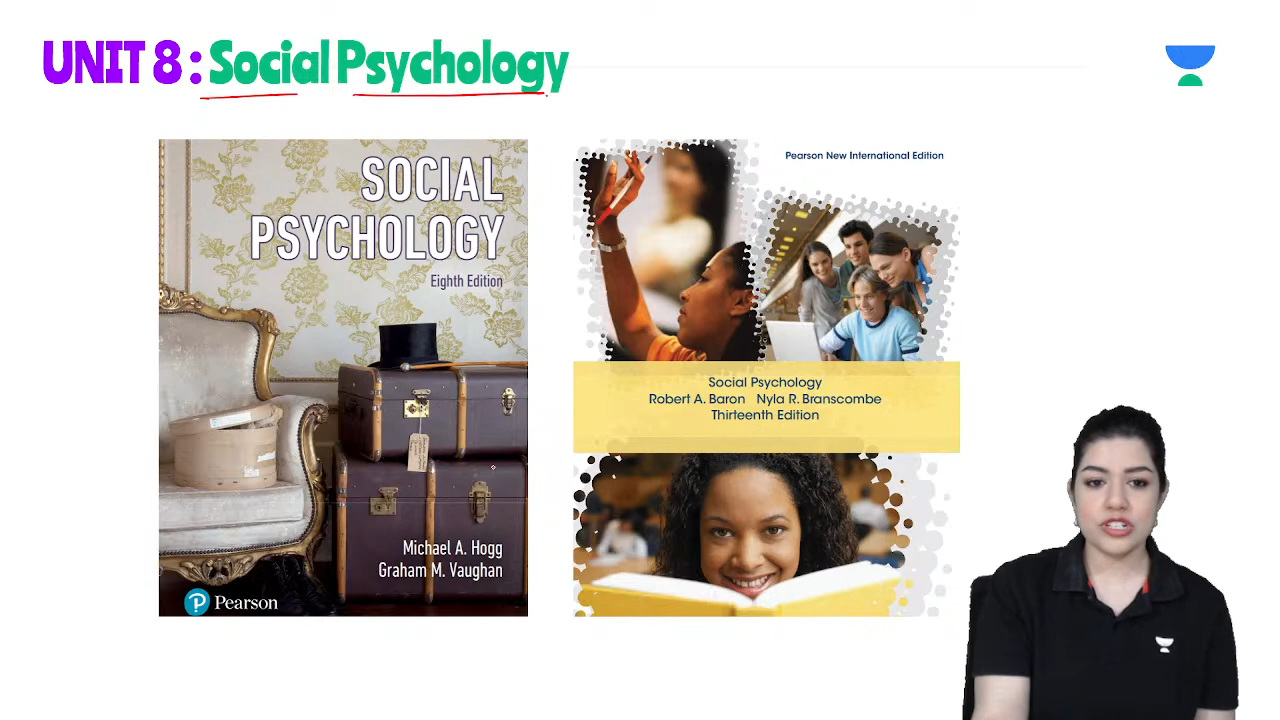 UNIT 8 : Social Psychology
SOCIAL
PSYCHOLOGY
Eighth Edition
Michael A. Hogg
Graham M. Vaughan
Pearson
Pearson New International Edition
Social Psychology
Robert A. Baron Nyla R. Branscombe
Thirteenth Edition